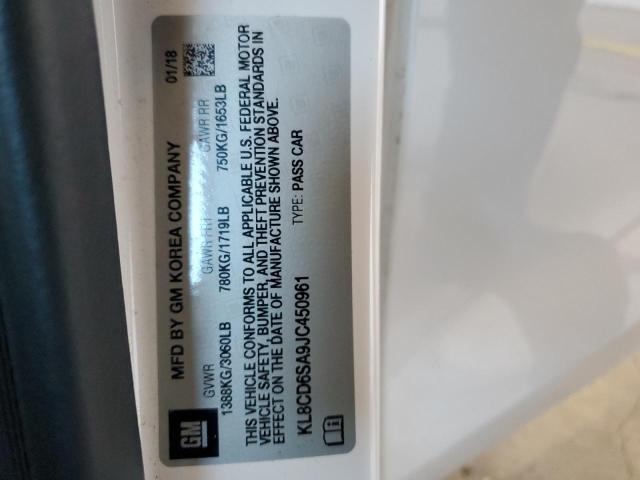 GM
MFD BY GM KOREA COMPANY 01/18
GVWR GAWR FRT GAWR RR
1388KG/3060LB 780KG/1719LB 750KG/1653LB
THIS VEHICLE CONFORMS TO ALL APPLICABLE U.S. FEDERAL MOTOR
VEHICLE SAFETY, BUMPER, AND THEFT PREVENTION STANDARDS IN
EFFECT ON THE DATE OF MANUFACTURE SHOWN ABOVE.
KL8CD6SA9JC450961 TYPE: PASS CAR